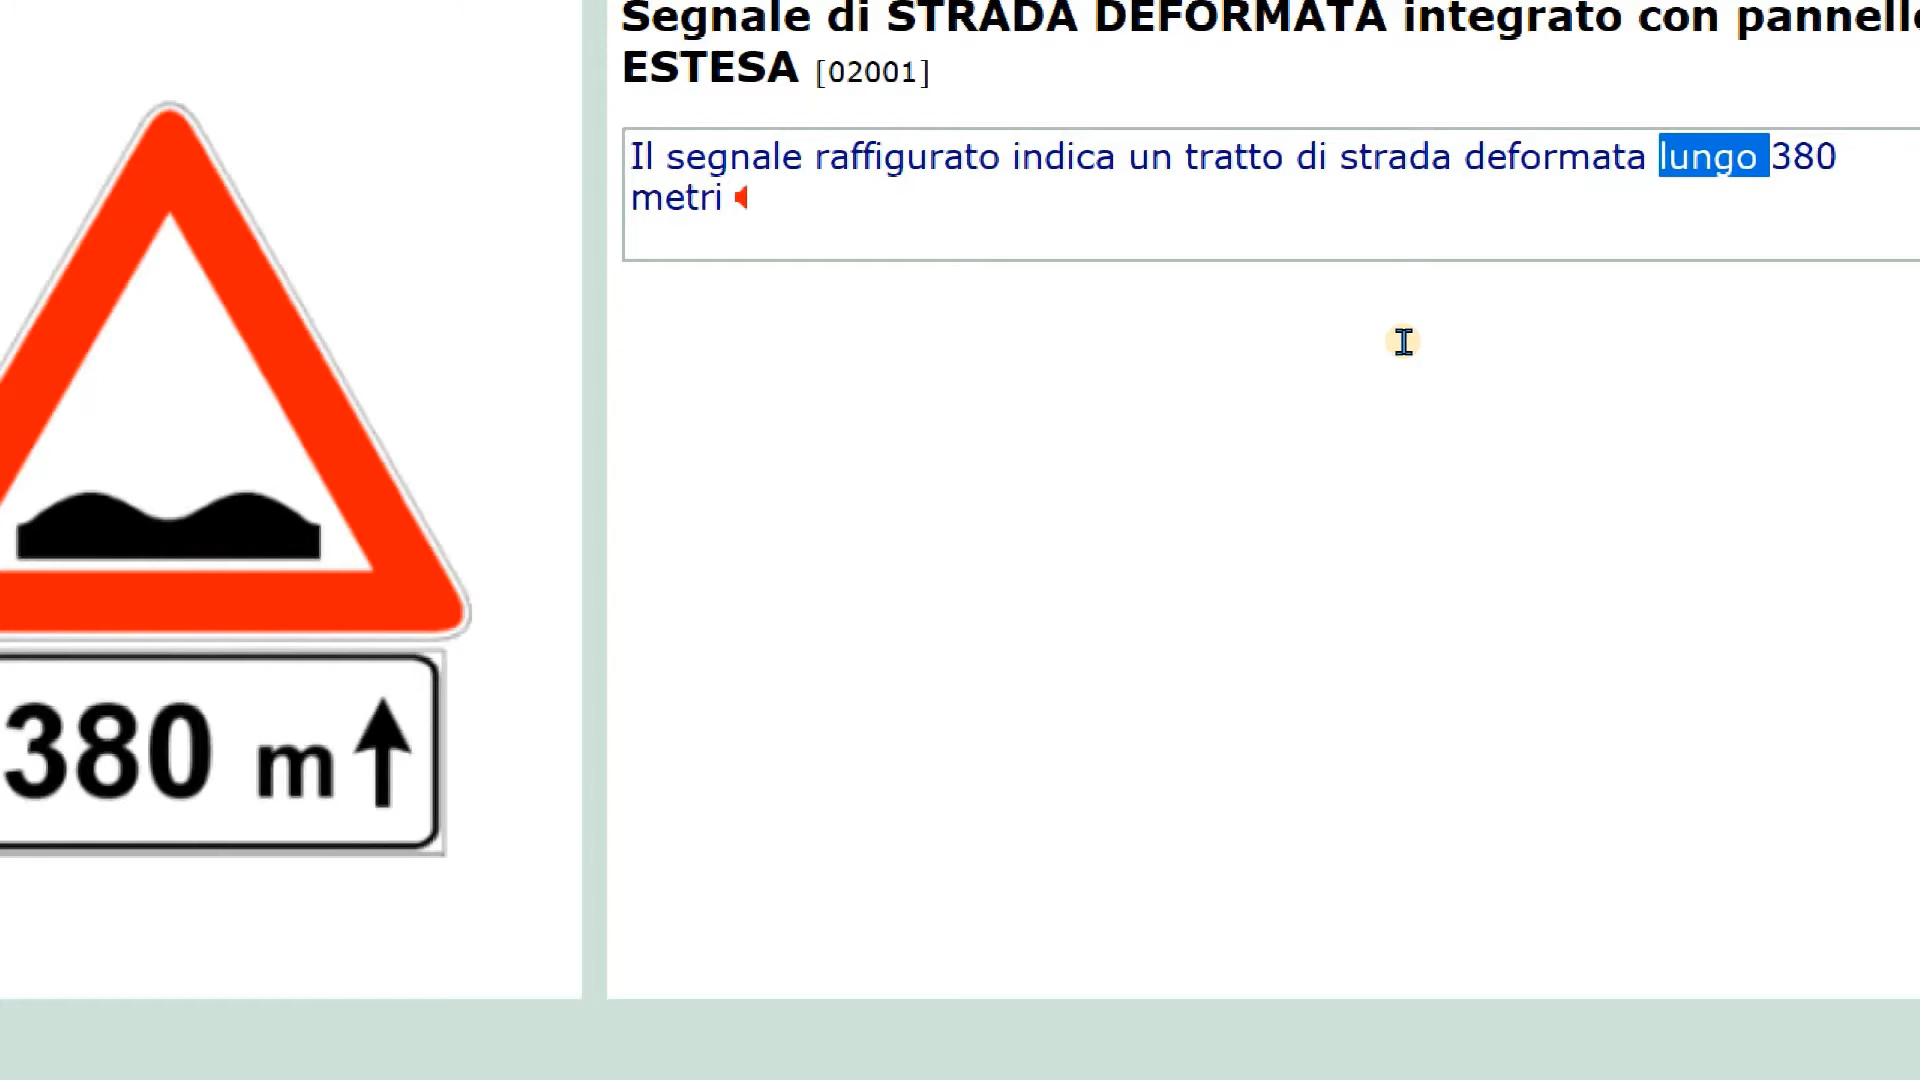 Segnale di STRADA DEFORMATA integrato con
ESTESA [02001]
Il segnale raffigurato indica un tratto di strada deformata lungo 380
metri
380 m